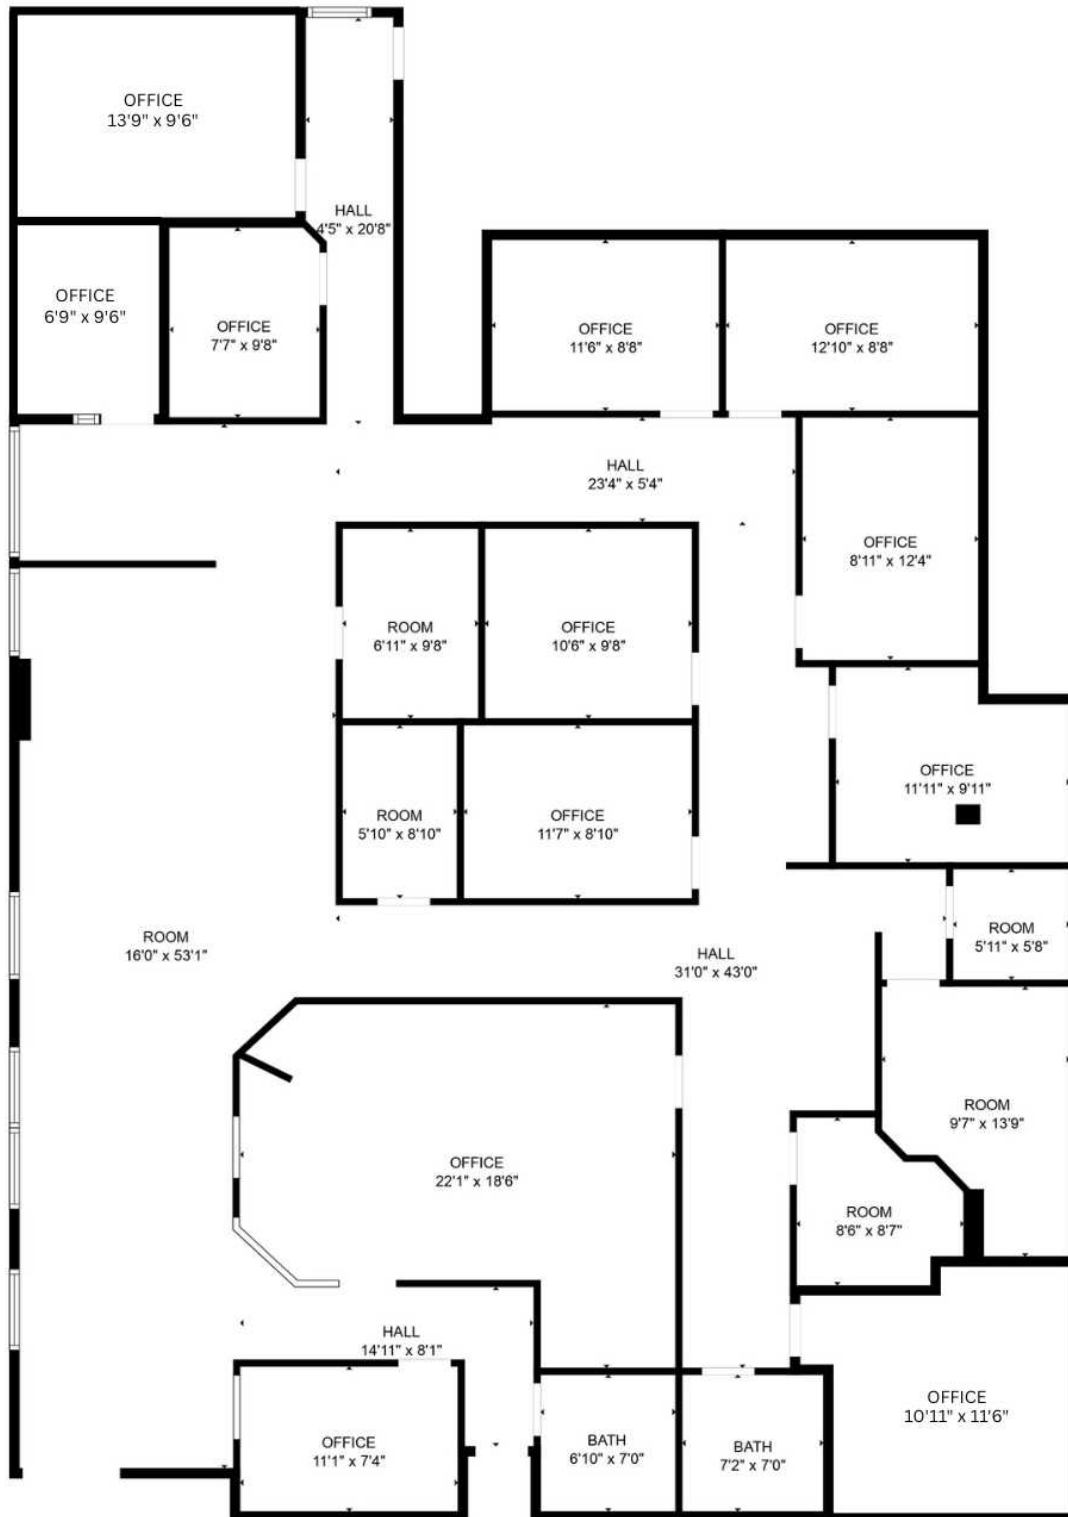 OFFICE
13'9" x 9'6"
HALL
4'5" x 20'8"
OFFICE
6'9" x 9'6"
OFFICE
7'7" x 9'8"
OFFICE
11'6" x 8'8"
OFFICE
12'10" x 8'8"
HALL
23'4" x 5'4"
OFFICE
8'11" x 12'4"
ROOM
6'11" x 9'8"
OFFICE
10'6" x 9'8"
OFFICE
11'11" x 9'11"
ROOM
5'10" x 8'10"
OFFICE
11'7" x 8'10"
ROOM
16'0" x 53'1"
HALL
31'0" x 43'0"
ROOM
5'11" x 5'8"
ROOM
9'7" x 13'9"
OFFICE
22'1" x 18'6"
ROOM
8'6" x 8'7"
HALL
14'11" x 8'1"
OFFICE
10'11" x 11'6"
OFFICE
11'1" x 7'4"
BATH
6'10" x 7'0"
BATH
7'2" x 7'0"